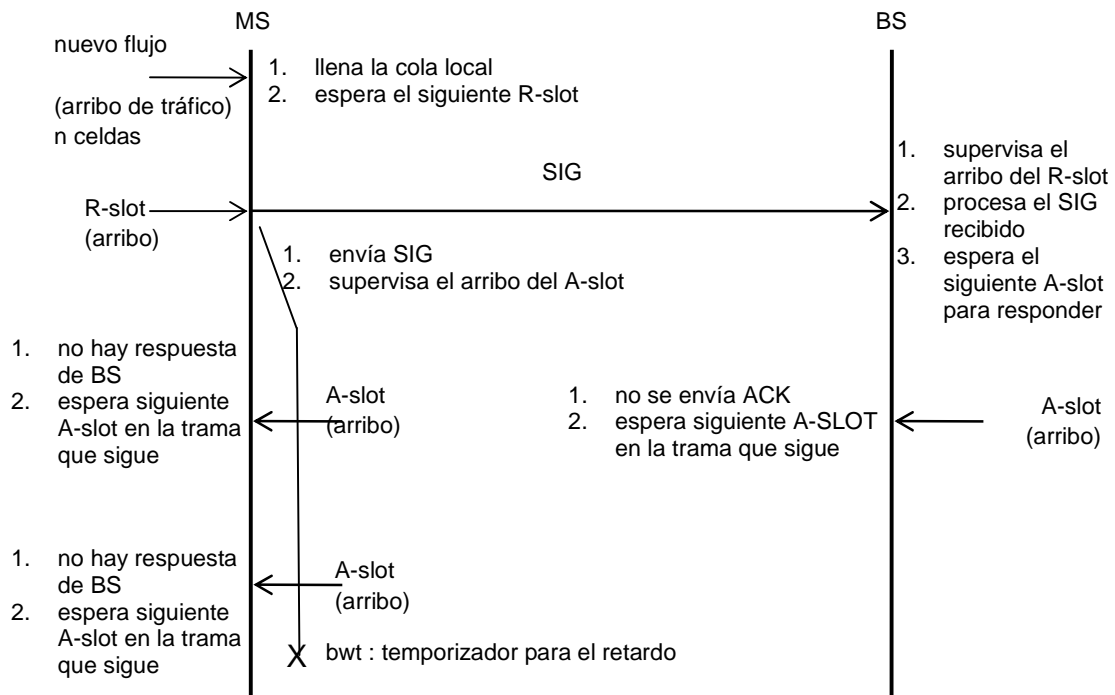 MS
BS
nuevo flujo
(arribo de tráfico)
n celdas
1. llena la cola local
2. espera el siguiente R-slot
SIG
1. supervisa el
arribo del R-slot
2. procesa el SIG
recibido
3. espera el
siguiente A-slot
para responder
R-slot
(arribo)
1. envía SIG
2. supervisa el arribo del A-slot
1. no hay respuesta
de BS
2. espera siguiente
A-slot en la trama
que sigue
A-slot
(arribo)
1. no se envía ACK
2. espera siguiente A-SLOT
en la trama que sigue
A-slot
(arribo)
1. no hay respuesta
de BS
2. espera siguiente
A-slot en la trama
que sigue
A-slot
(arribo)
X bwt : temporizador para el retardo